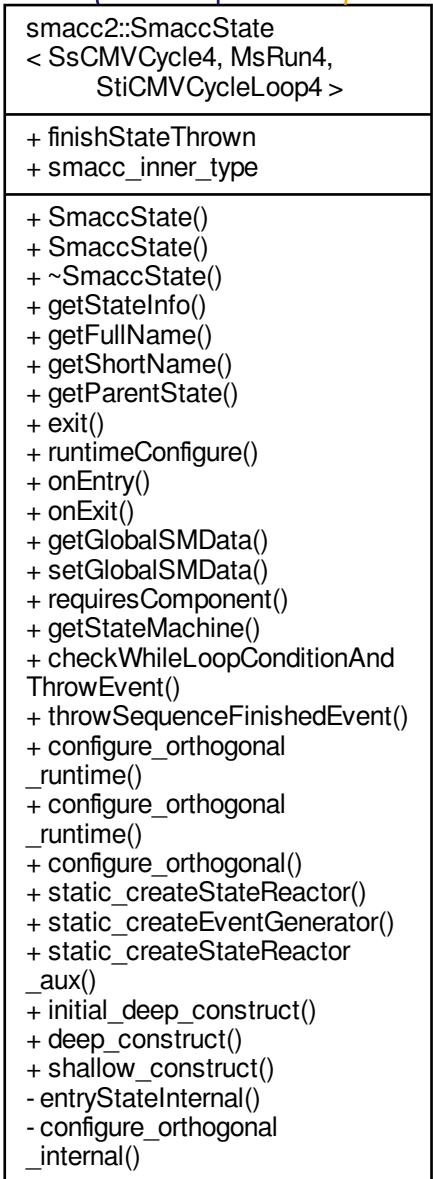 smacc2::SmaccState
< SsCMVCycle4, MsRun4,
StiCMVCycleLoop4 >
+ finishStateThrown
+ smacc_inner_type
+ SmaccState()
+ SmaccState()
+ ~SmaccState()
+ getStateInfo()
+ getFullName()
+ getShortName()
+ getParentState()
+ exit()
+ runtimeConfigure()
+ onEntry()
+ onExit()
+ getGlobalSMData()
+ setGlobalSMData()
+ requiresComponent()
+ getStateMachine()
+ checkWhileLoopConditionAnd
ThrowEvent()
+ throwSequenceFinishedEvent()
+ configure_orthogonal
_runtime()
+ configure_orthogonal
_runtime()
+ configure_orthogonal()
+ static_createStateReactor()
+ static_createEventGenerator()
+ static_createStateReactor
_aux()
+ initial_deep_construct()
+ deep_construct()
+ shallow_construct()
- entryStateInternal()
- configure_orthogonal
_internal()